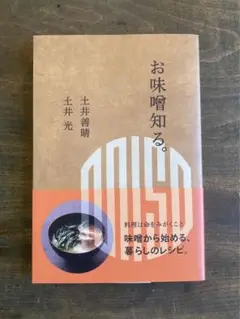 お味噌知る。
土井善晴
土井 光
MISO
料理は命をみがくこと
味噌から始める、
暮らしのレシピ。